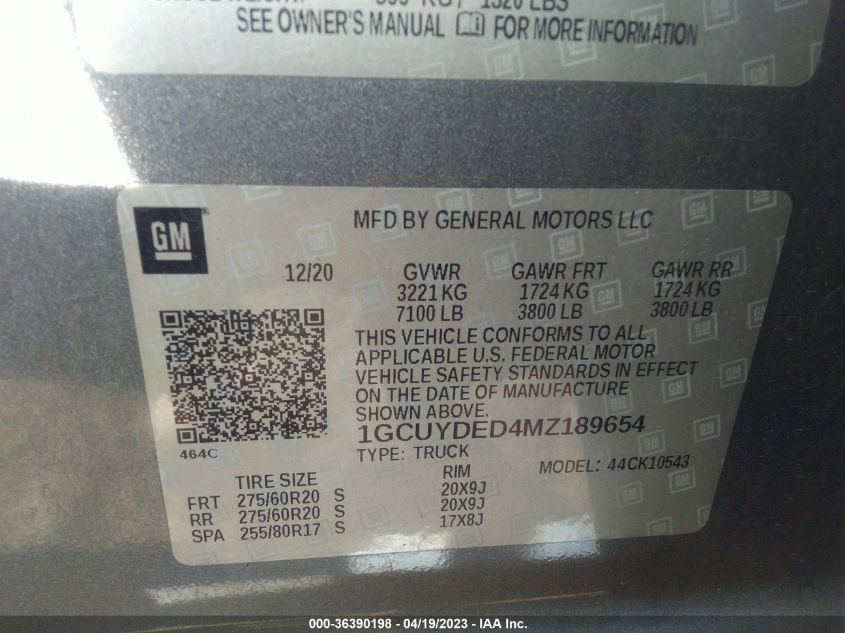 KG / 1320 LBS
SEE OWNER'S MANUAL FOR MORE INFORMATION
GM
GM
MFD BY GENERAL MOTORS LLC
12/20 GVWR GAWR FRT GAWR RR
3221 KG 1724 KG 1724 KG
7100 LB 3800 LB 3800 LB
THIS VEHICLE CONFORMS TO ALL
APPLICABLE U.S. FEDERAL MOTOR
VEHICLE SAFETY STANDARDS IN EFFECT
ON THE DATE OF MANUFACTURE
SHOWN ABOVE.
1GCUYDED4MZ189654
464C
TYPE: TRUCK MODEL: 44CK10543
TIRE SIZE RIM
FRT 275/60R20 S 20X9J
RR 275/60R20 S 20X9J
SPA 255/80R17 S 17X8J
000-36390198 - 04/19/2023 - IAA Inc.